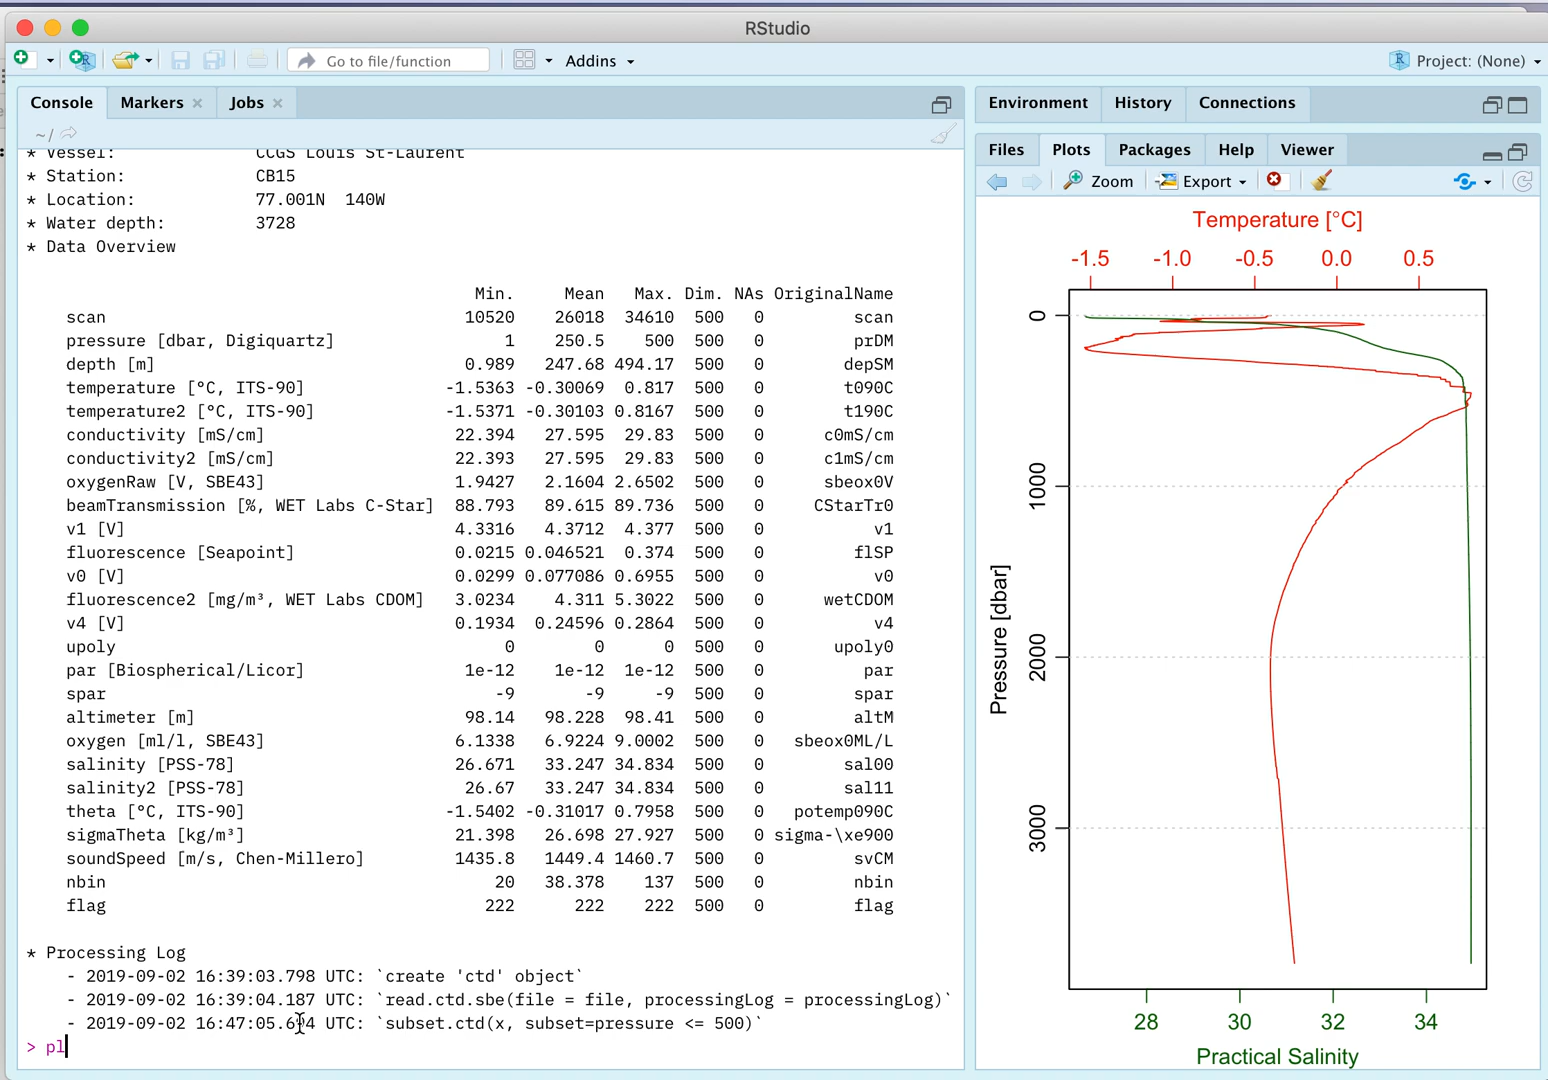 RStudio
Go to file/function
Addins
Project: (None)
Console
Markers
Jobs
~/
* Vessel: CCGS Louis St-Laurent
* Station: CB15
* Location: 77.001N 140W
* Water depth: 3728
* Data Overview
Min. Mean Max. Dim. NAs OriginalName
scan 10520 26018 34610 500 0 scan
pressure [dbar, Digiquartz] 1 250.5 500 500 0 prDM
depth [m] 0.989 247.68 494.17 500 0 depSM
temperature [°C, ITS-90] -1.5363 -0.30069 0.817 500 0 t090C
temperature2 [°C, ITS-90] -1.5371 -0.30103 0.8167 500 0 t190C
conductivity [mS/cm] 22.394 27.595 29.83 500 0 c0mS/cm
conductivity2 [mS/cm] 22.393 27.595 29.83 500 0 c1mS/cm
oxygenRaw [V, SBE43] 1.9427 2.1604 2.6502 500 0 sbeox0V
beamTransmission [%, WET Labs C-Star] 88.793 89.615 89.736 500 0 CStarTr0
v1 [V] 4.3316 4.3712 4.377 500 0 v1
fluorescence [Seapoint] 0.0215 0.046521 0.374 500 0 flSP
v0 [V] 0.0299 0.077086 0.6955 500 0 v0
fluorescence2 [mg/m³, WET Labs CDOM] 3.0234 4.311 5.3022 500 0 wetCDOM
v4 [V] 0.1934 0.24596 0.2864 500 0 v4
upoly 0 0 0 500 0 upoly0
par [Biospherical/Licor] 1e-12 1e-12 1e-12 500 0 par
spar -9 -9 -9 500 0 spar
altimeter [m] 98.14 98.228 98.41 500 0 altM
oxygen [ml/l, SBE43] 6.1338 6.9224 9.0002 500 0 sbeox0ML/L
salinity [PSS-78] 26.671 33.247 34.834 500 0 sal00
salinity2 [PSS-78] 26.67 33.247 34.834 500 0 sal11
theta [°C, ITS-90] -1.5402 -0.31017 0.7958 500 0 potemp090C
sigmaTheta [kg/m³] 21.398 26.698 27.927 500 0 sigma-\xe900
soundSpeed [m/s, Chen-Millero] 1435.8 1449.4 1460.7 500 0 svCM
nbin 20 38.378 137 500 0 nbin
flag 222 222 222 500 0 flag
* Processing Log
- 2019-09-02 16:39:03.798 UTC: `create 'ctd' object`
- 2019-09-02 16:39:04.187 UTC: `read.ctd.sbe(file = file, processingLog = processingLog)`
- 2019-09-02 16:47:05.6 4 UTC: `subset.ctd(x, subset=pressure <= 500)`
> pl
Environment
History
Connections
Files
Plots
Packages
Help
Viewer
Zoom
Export
Temperature [°C]
-1.5 -1.0 -0.5 0.0 0.5
0
1000
2000
3000
Pressure [dbar]
28 30 32 34
Practical Salinity